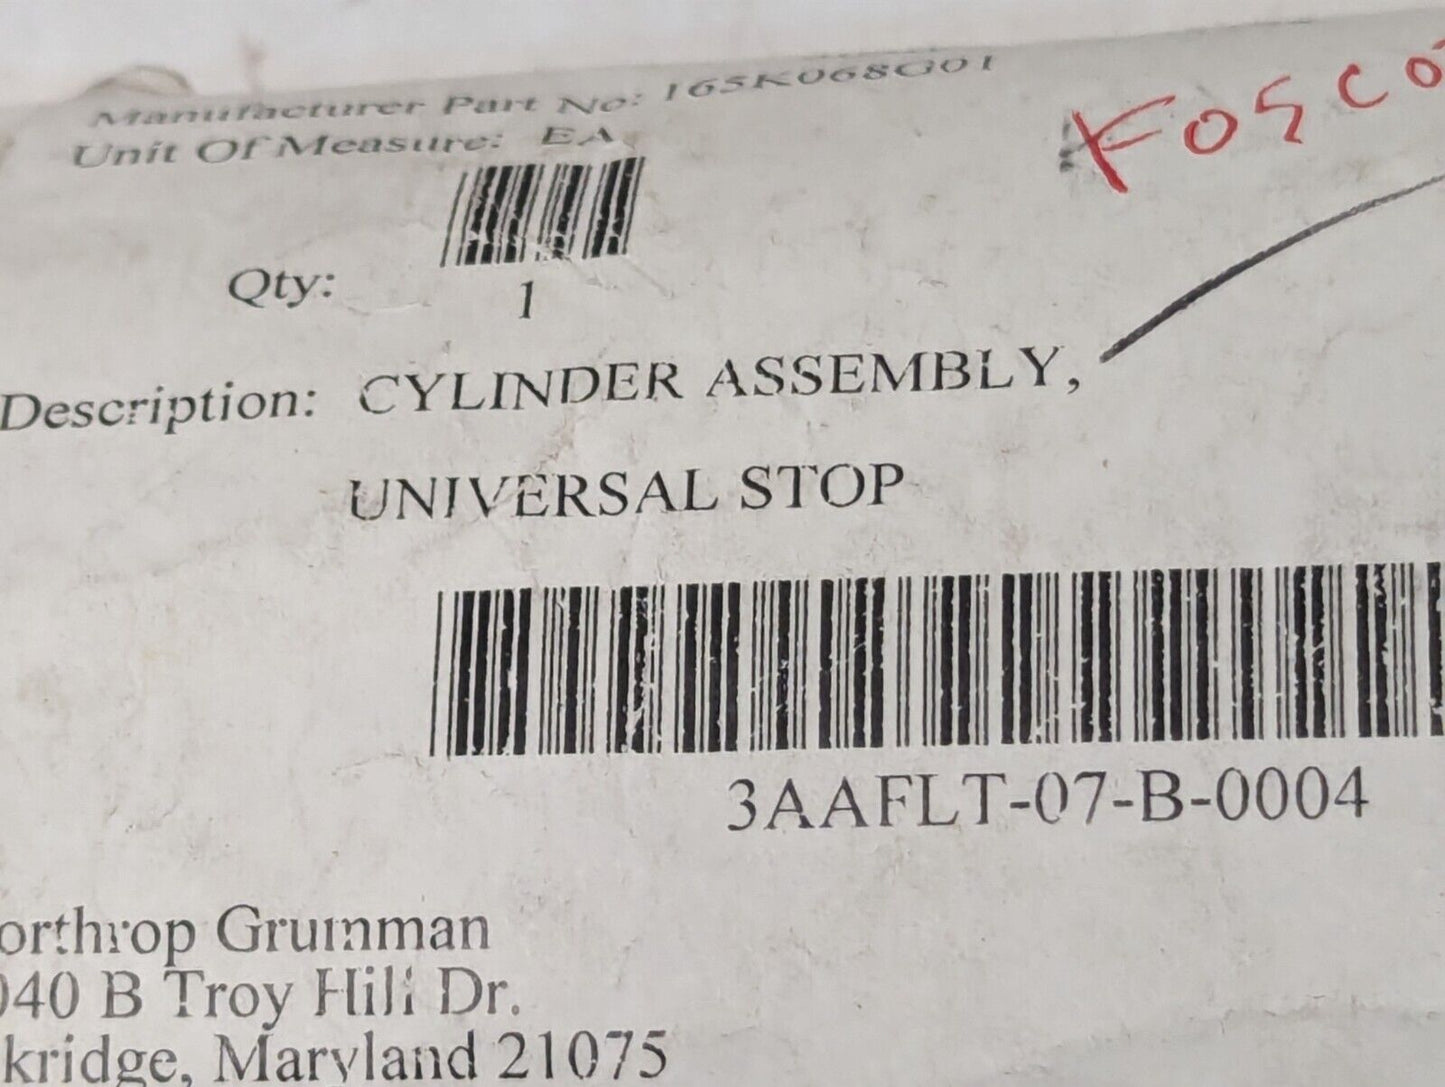 Manufacturer Part No: 165K068G01
Unit Of Measure: EA
Qty:
1
Description: CYLINDER ASSEMBLY,
UNIVERSAL STOP
3AAFLT-07-B-0004
orthrop Grumman
040 B Troy Hill Dr.
kridge, Maryland 21075